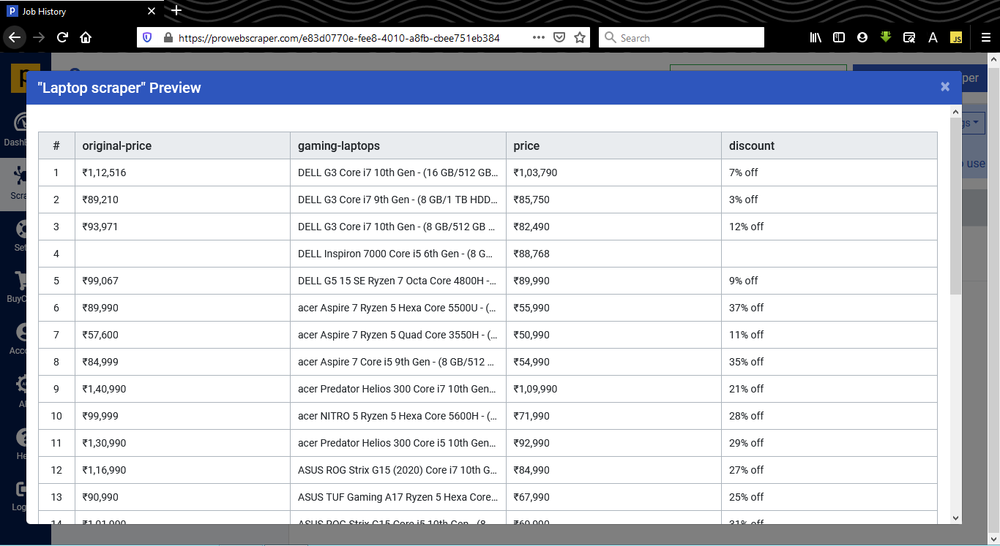 Job History
https://prowebscraper.com/e83d0770e-fee8-4010-a8fb-cbee751eb384
Search
"Laptop scraper" Preview
# original-price gaming-laptops price discount
1 ₹1,12,516 DELL G3 Core i7 10th Gen - (16 GB/512 GB... ₹1,03,790 7% off
2 ₹89,210 DELL G3 Core i7 9th Gen - (8 GB/1 TB HDD... ₹85,750 3% off
3 ₹93,971 DELL G3 Core i7 10th Gen - (8 GB/512 GB ... ₹82,490 12% off
4 DELL Inspiron 7000 Core i5 6th Gen - (8 G... ₹88,768
5 ₹99,067 DELL G5 15 SE Ryzen 7 Octa Core 4800H -... ₹89,990 9% off
6 ₹89,990 acer Aspire 7 Ryzen 5 Hexa Core 5500U - (... ₹55,990 37% off
7 ₹57,600 acer Aspire 7 Ryzen 5 Quad Core 3550H - (... ₹50,990 11% off
8 ₹84,999 acer Aspire 7 Core i5 9th Gen - (8 GB/512 ... ₹54,990 35% off
9 ₹1,40,990 acer Predator Helios 300 Core i7 10th Gen... ₹1,09,990 21% off
10 ₹99,999 acer NITRO 5 Ryzen 5 Hexa Core 5600H - (... ₹71,990 28% off
11 ₹1,30,990 acer Predator Helios 300 Core i5 10th Gen... ₹92,990 29% off
12 ₹1,16,990 ASUS ROG Strix G15 (2020) Core i7 10th G... ₹84,990 27% off
13 ₹90,990 ASUS TUF Gaming A17 Ryzen 5 Hexa Core... ₹67,990 25% off
14 ASUS ROG Strix G15 Core i5 10th Gen - (8 31% off
DashB
Scra
Set
BuyC
Acco
He
Log
per
gs
use